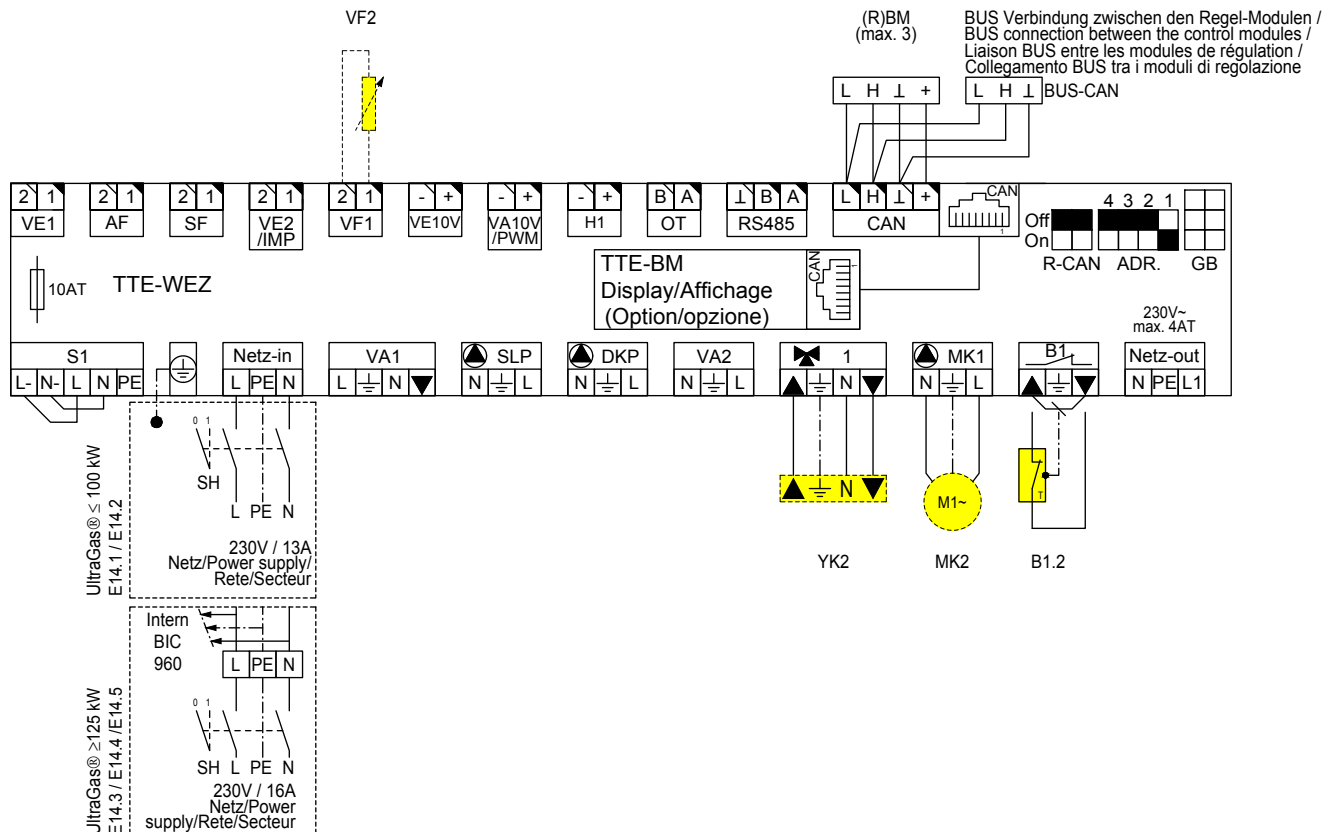 VF2
(R)BM
(max. 3)
BUS Verbindung zwischen den Regel-Modulen /
BUS connection between the control modules /
Liaison BUS entre les modules de régulation /
Collegamento BUS tra i moduli di regolazione
L H ⊥ +
L H ⊥ BUS-CAN
2 1 2 1 2 1 2 1 2 1 - + - + - + B A ⊥ B A L H ⊥ + CAN
VE1 AF SF VE2 /IMP VF1 VE10V VA10V /PWM H1 OT RS485 CAN
1
4 3 2 1
Off
On
R-CAN ADR. GB
10AT
TTE-WEZ
TTE-BM
Display/Affichage
(Option/opzione)
CAN
1
230V~
max. 4AT
S1 Netz-in VA1 SLP DKP VA2 1 MK1 B1 Netz-out
L- N- L N PE L PE N L N ▼ N L N L N L ▲ N ▼ N L ▲ ▼ N PE L1
UltraGas® ≤ 100 kW
E14.1 / E14.2
0 1
SH
L PE N
230V / 13A
Netz/Power supply/
Rete/Secteur
▲ N ▼
M1~
T
YK2 MK2 B1.2
UltraGas® ≥125 kW
E14.3 / E14.4 /E14.5
Intern
BIC
960
L PE N
0 1
SH L PE N
230V / 16A
Netz/Power
supply/Rete/Secteur